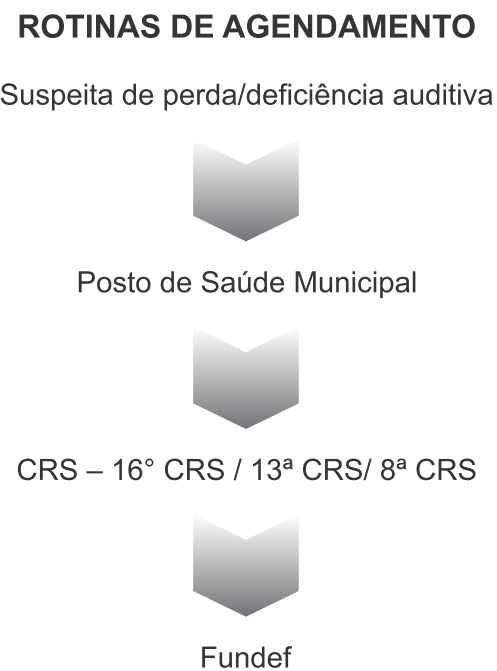 ROTINAS DE AGENDAMENTO
Suspeita de perda/deficiência auditiva
Posto de Saúde Municipal
CRS – 16° CRS / 13ª CRS/ 8ª CRS
Fundef